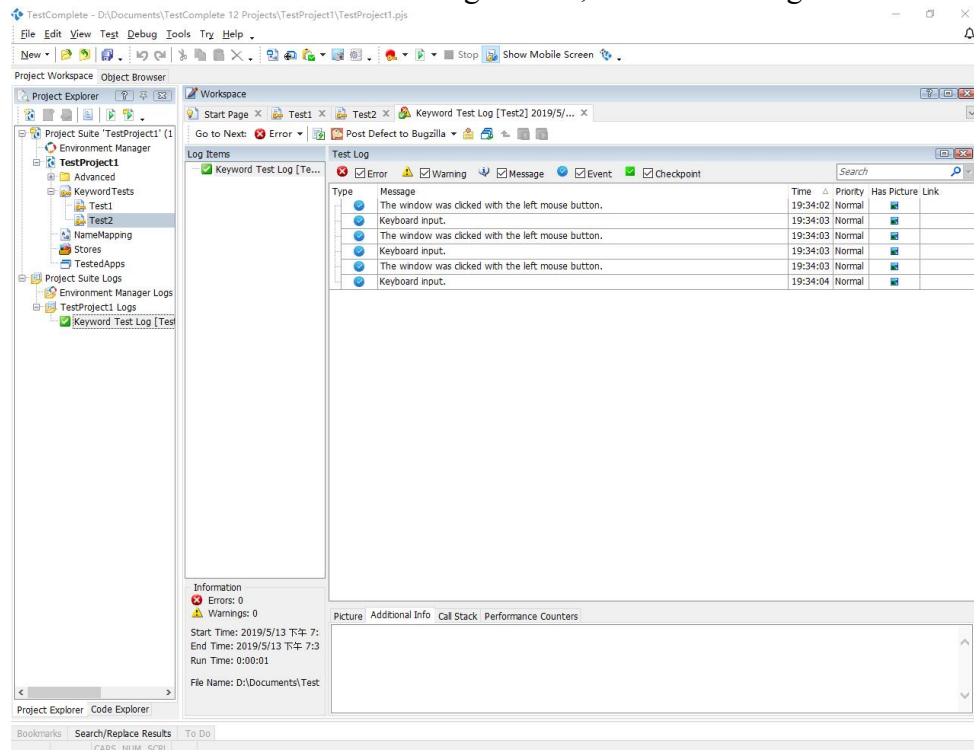 TestComplete - D:\Documents\TestComplete 12 Projects\TestProject1\TestProject1.pjs
File Edit View Test Debug Tools Try Help
New Stop Show Mobile Screen
Project Workspace Object Browser
Project Explorer
Project Suite 'TestProject1' (1
Environment Manager
TestProject1
Advanced
KeywordTests
Test1
Test2
NameMapping
Stores
TestedApps
Project Suite Logs
Environment Manager Logs
TestProject1 Logs
Keyword Test Log [Test
Project Explorer Code Explorer
Workspace
Start Page Test1 Test2 Keyword Test Log [Test2] 2019/5/...
Go to Next: Error Post Defect to Bugzilla
Log Items
Keyword Test Log [Te...
Information
Errors: 0
Warnings: 0
Start Time: 2019/5/13 下午 7:
End Time: 2019/5/13 下午 7:3
Run Time: 0:00:01
File Name: D:\Documents\Test
Test Log
Error Warning Message Event Checkpoint Search
Type Message Time Priority Has Picture Link
The window was clicked with the left mouse button. 19:34:02 Normal
Keyboard input. 19:34:03 Normal
The window was clicked with the left mouse button. 19:34:03 Normal
Keyboard input. 19:34:03 Normal
The window was clicked with the left mouse button. 19:34:03 Normal
Keyboard input. 19:34:04 Normal
Picture Additional Info Call Stack Performance Counters
Bookmarks Search/Replace Results To Do
CAPS NUM SCRL